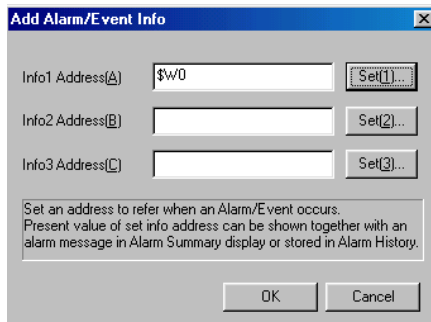 Add Alarm/Event Info
Info1 Address(A) $W0 Set(1)...
Info2 Address(B) Set(2)...
Info3 Address(C) Set(3)...
Set an address to refer when an Alarm/Event occurs.
Present value of set info address can be shown together with an
alarm message in Alarm Summary display or stored in Alarm History.
OK Cancel